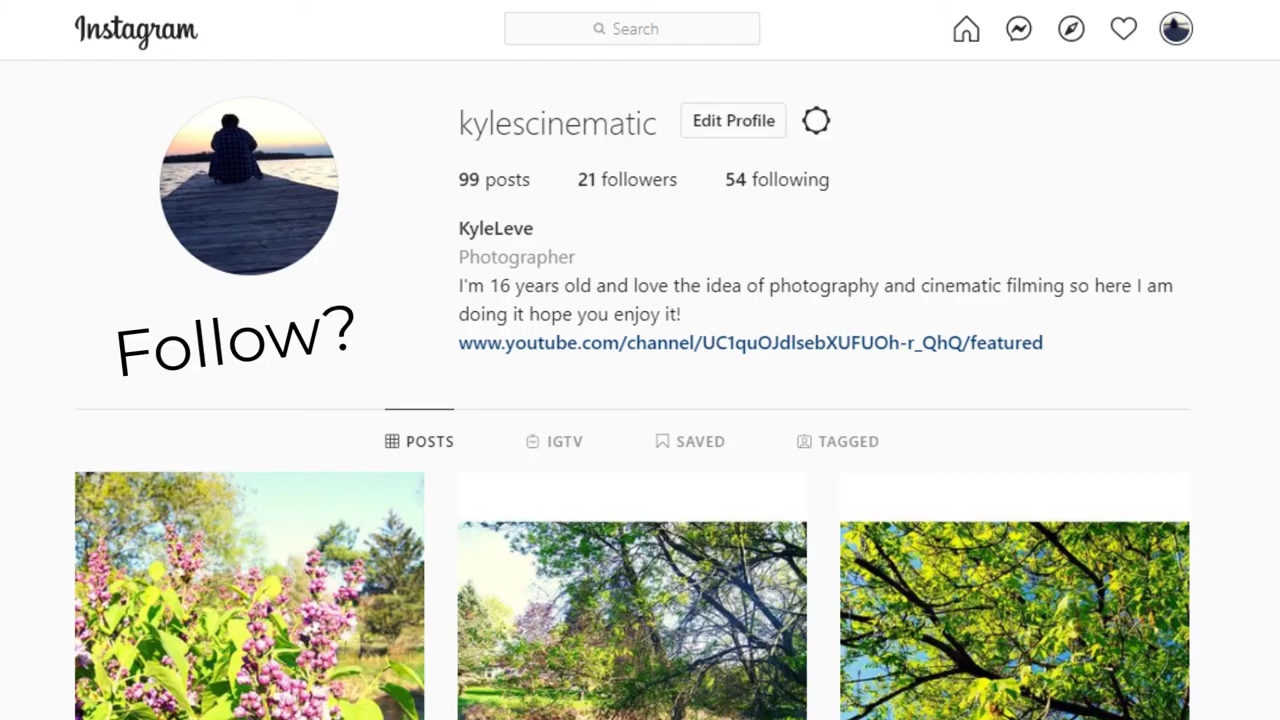 Instagram
Search
kylescinematic Edit Profile
99 posts 21 followers 54 following
KyleLeve
Photographer
I'm 16 years old and love the idea of photography and cinematic filming so here I am
doing it hope you enjoy it!
www.youtube.com/channel/UC1quOJdlsebXUFUOh-r_QhQ/featured
Follow?
POSTS IGTV SAVED TAGGED